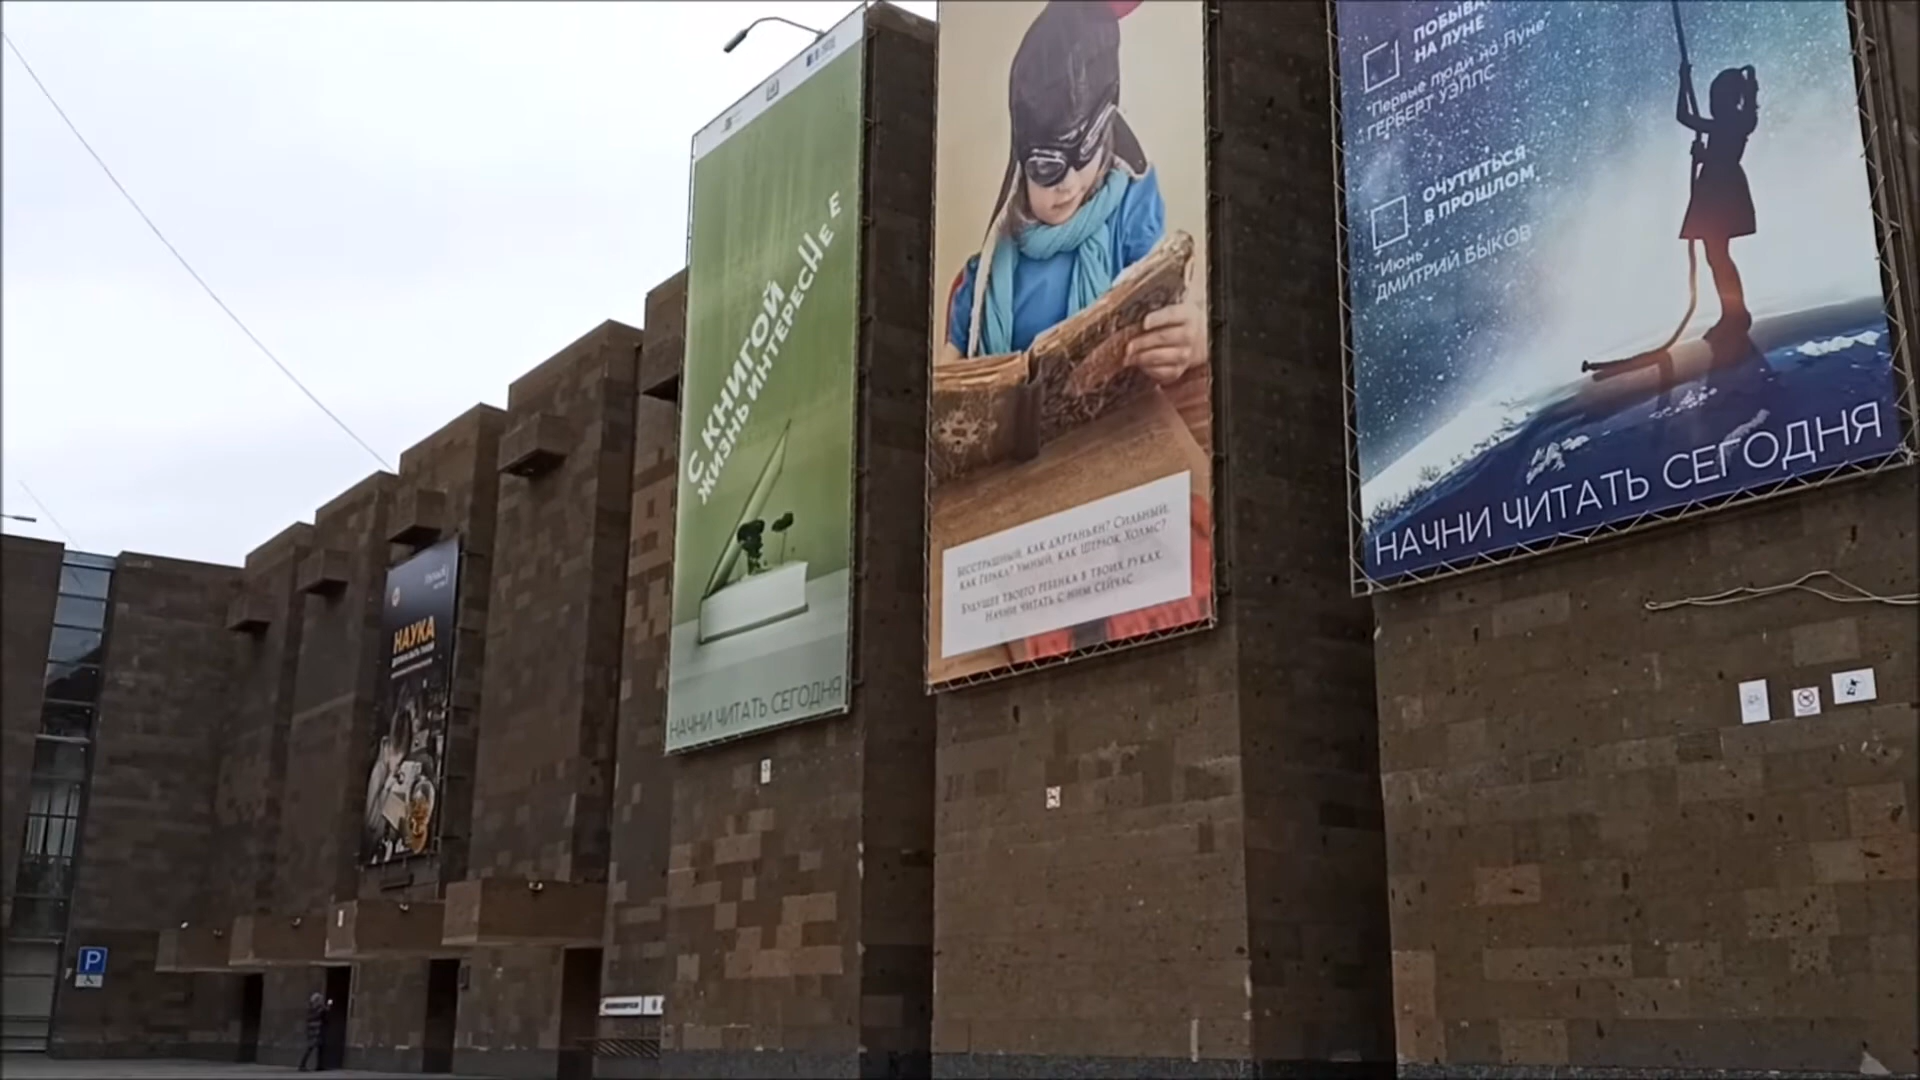 С КНИГОЙ
ЖИЗНЬ ИНТЕРЕСНЕЕ
НАЧНИ ЧИТАТЬ СЕГОДНЯ
БЕССТРАШНЫЙ, КАК ДАРТАНЬЯН? СИЛЬНЫЙ,
КАК ГЕРАКЛ? УМНЫЙ, КАК ШЕРЛОК ХОЛМС?
БУДУЩЕЕ ТВОЕГО РЕБЕНКА В ТВОИХ РУКАХ.
НАЧНИ ЧИТАТЬ С НИМ СЕЙЧАС
ПОБЫВА
НА ЛУНЕ
"Первые люди на Луне"
ГЕРБЕРТ УЭЛЛС
ОЧУТИТЬСЯ
В ПРОШЛОМ
"Июнь"
ДМИТРИЙ БЫКОВ
НАЧНИ ЧИТАТЬ СЕГОДНЯ
НАУКА
P